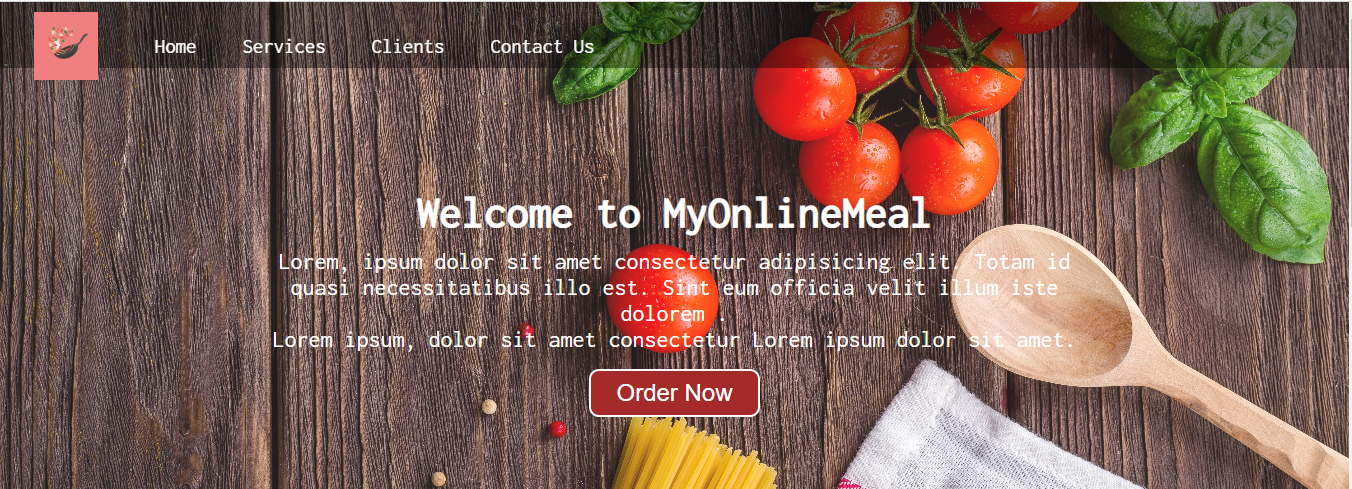 Home Services Clients Contact Us
Welcome to MyOnlineMeal
Lorem, ipsum dolor sit amet consectetur adipisicing elit. Totam id
quasi necessitatibus illo est. Sint eum officia velit illum iste
dolorem .
Lorem ipsum, dolor sit amet consectetur Lorem ipsum dolor sit amet.
Order Now